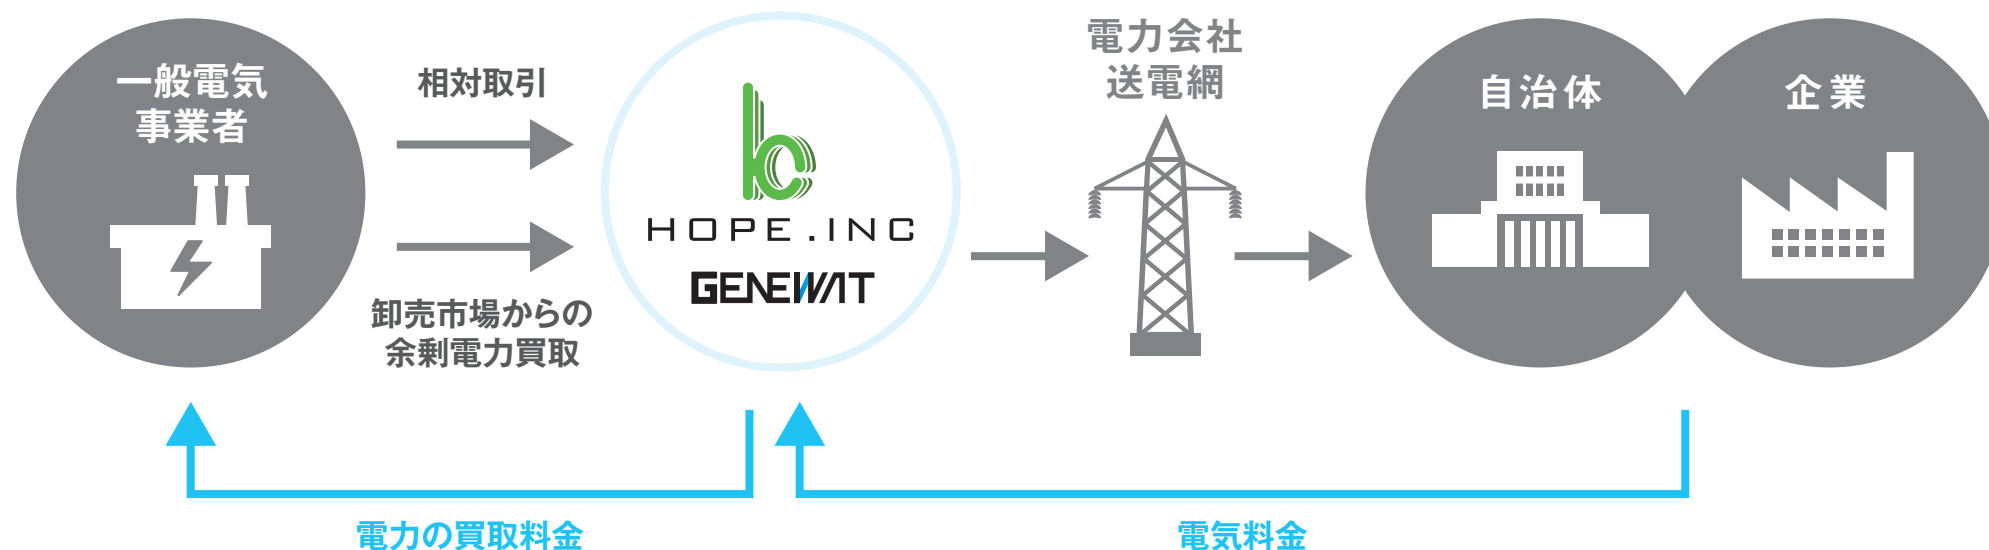 一般電気
事業者
相対取引
卸売市場からの
余剰電力買取
HOPE.INC
GENEWAT
電力会社
送電網
自治体
企業
電力の買取料金
電気料金